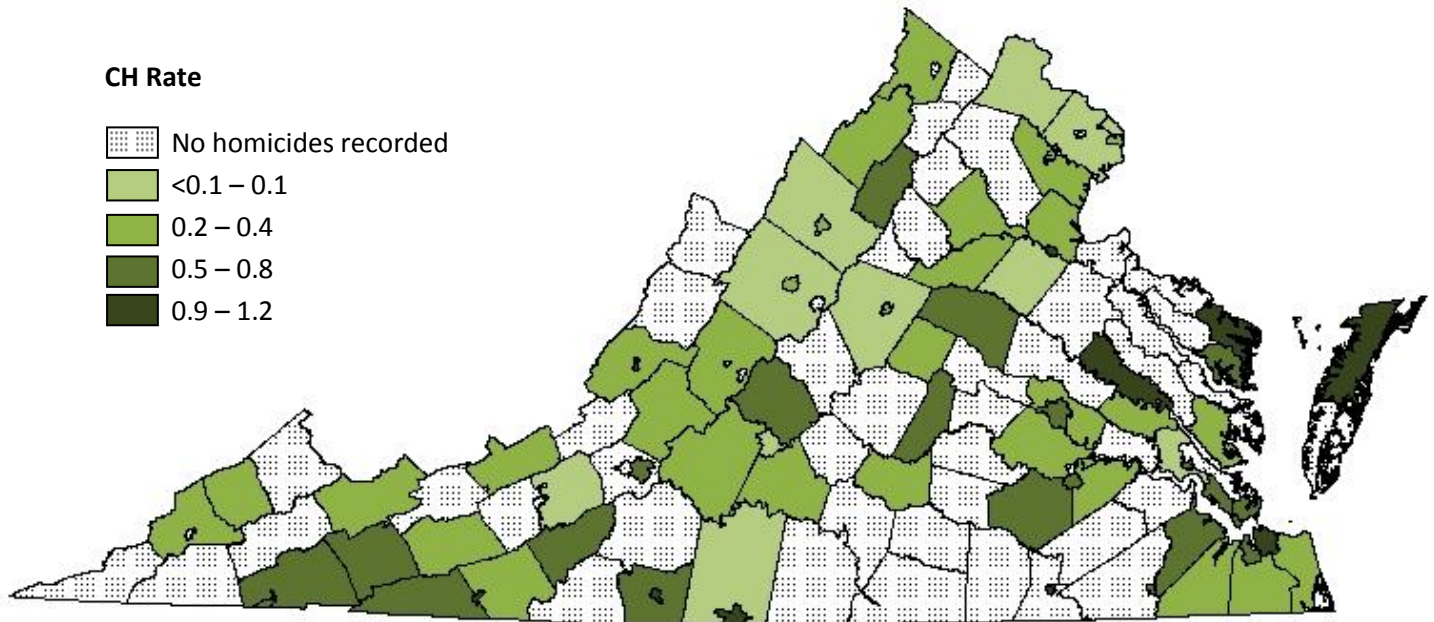 CH Rate
No homicides recorded
<0.1 – 0.1
0.2 – 0.4
0.5 – 0.8
0.9 – 1.2